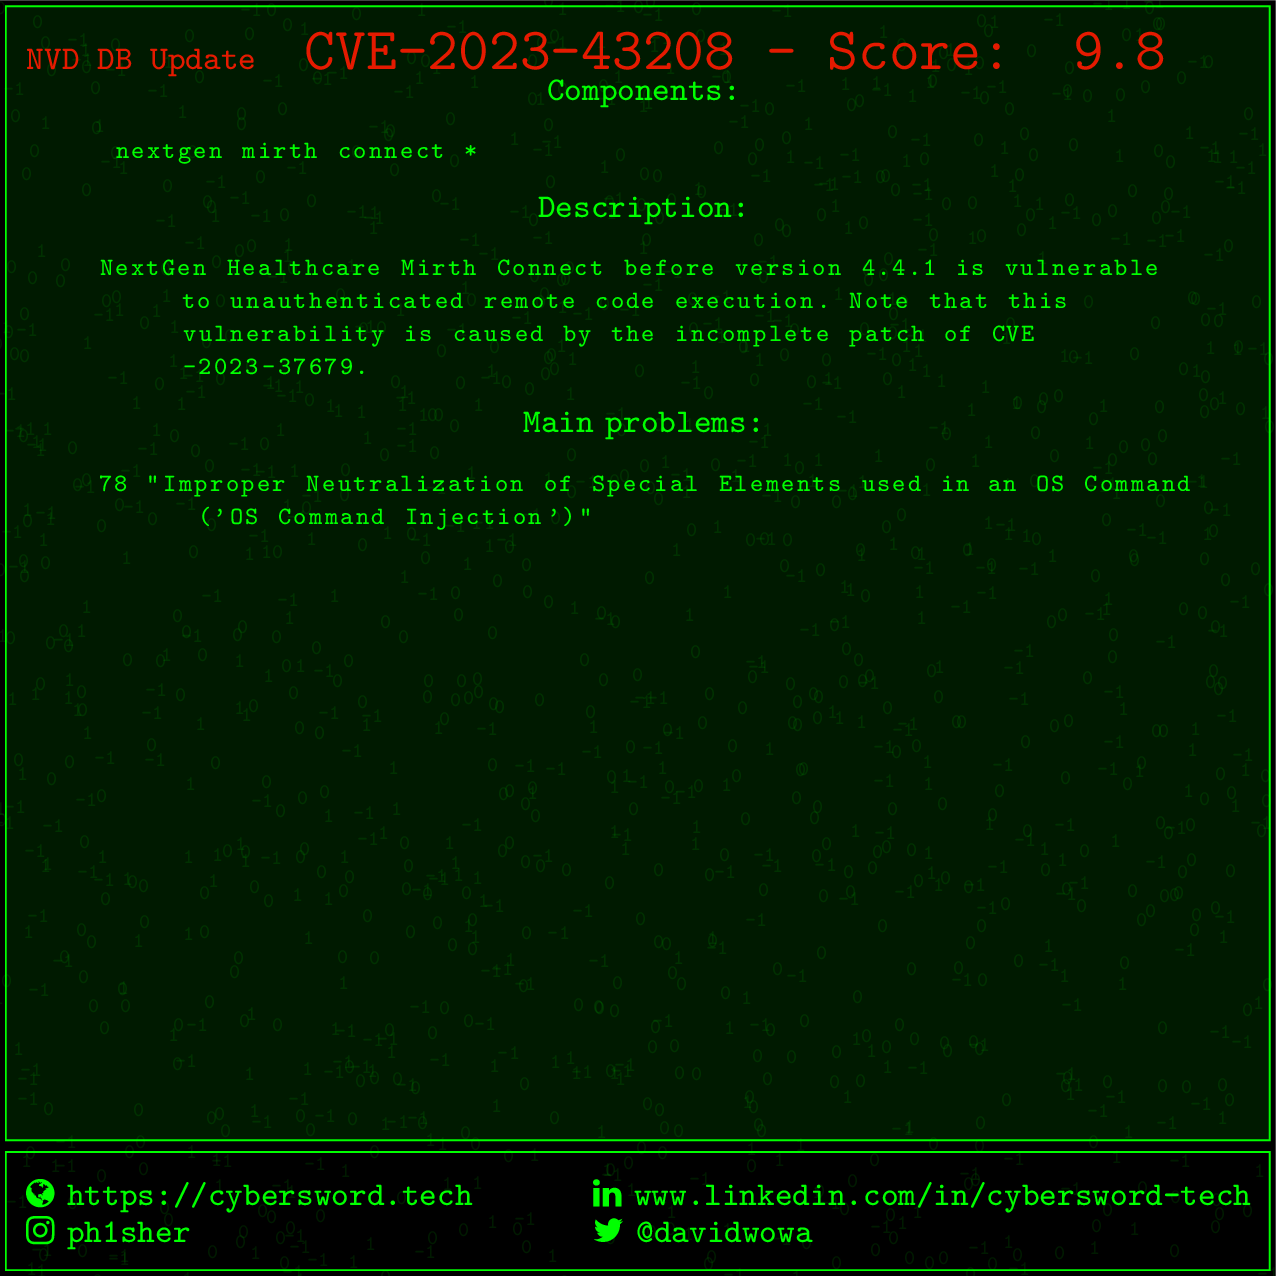 NVD DB Update CVE-2023-43208 - Score: 9.8
Components:
nextgen mirth connect *
Description:
NextGen Healthcare Mirth Connect before version 4.4.1 is vulnerable
to unauthenticated remote code execution. Note that this
vulnerability is caused by the incomplete patch of CVE
-2023-37679.
Main problems:
78 "Improper Neutralization of Special Elements used in an OS Command
('OS Command Injection')"
https://cybersword.tech
www.linkedin.com/in/cybersword-tech
ph1sher
@davidwowa